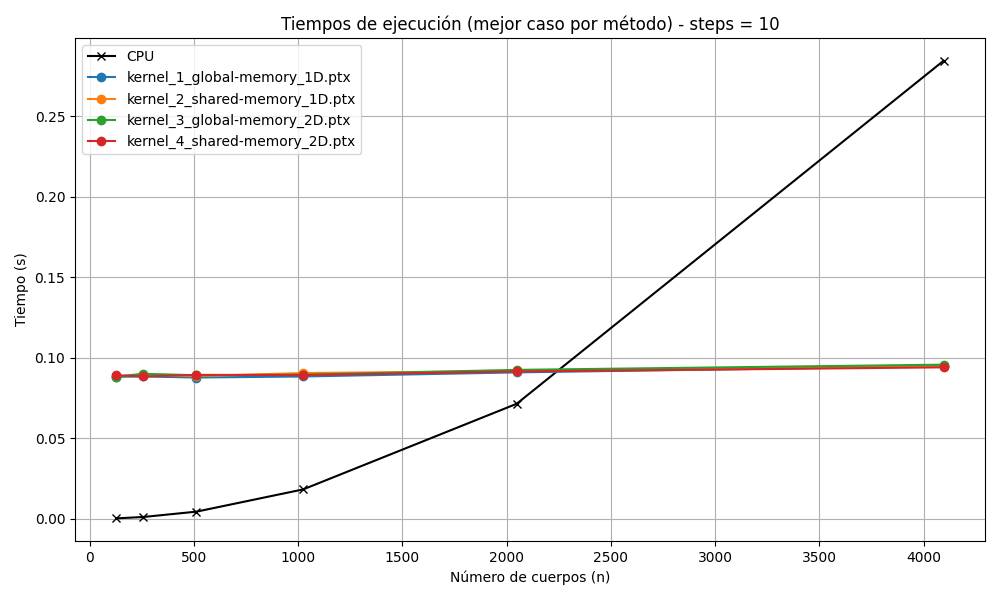 Tiempos de ejecución (mejor caso por método) - steps = 10
CPU
kernel_1_global-memory_1D.ptx
kernel_2_shared-memory_1D.ptx
kernel_3_global-memory_2D.ptx
kernel_4_shared-memory_2D.ptx
Tiempo (s)
0.25
0.20
0.15
0.10
0.05
0.00
0 500 1000 1500 2000 2500 3000 3500 4000
Número de cuerpos (n)